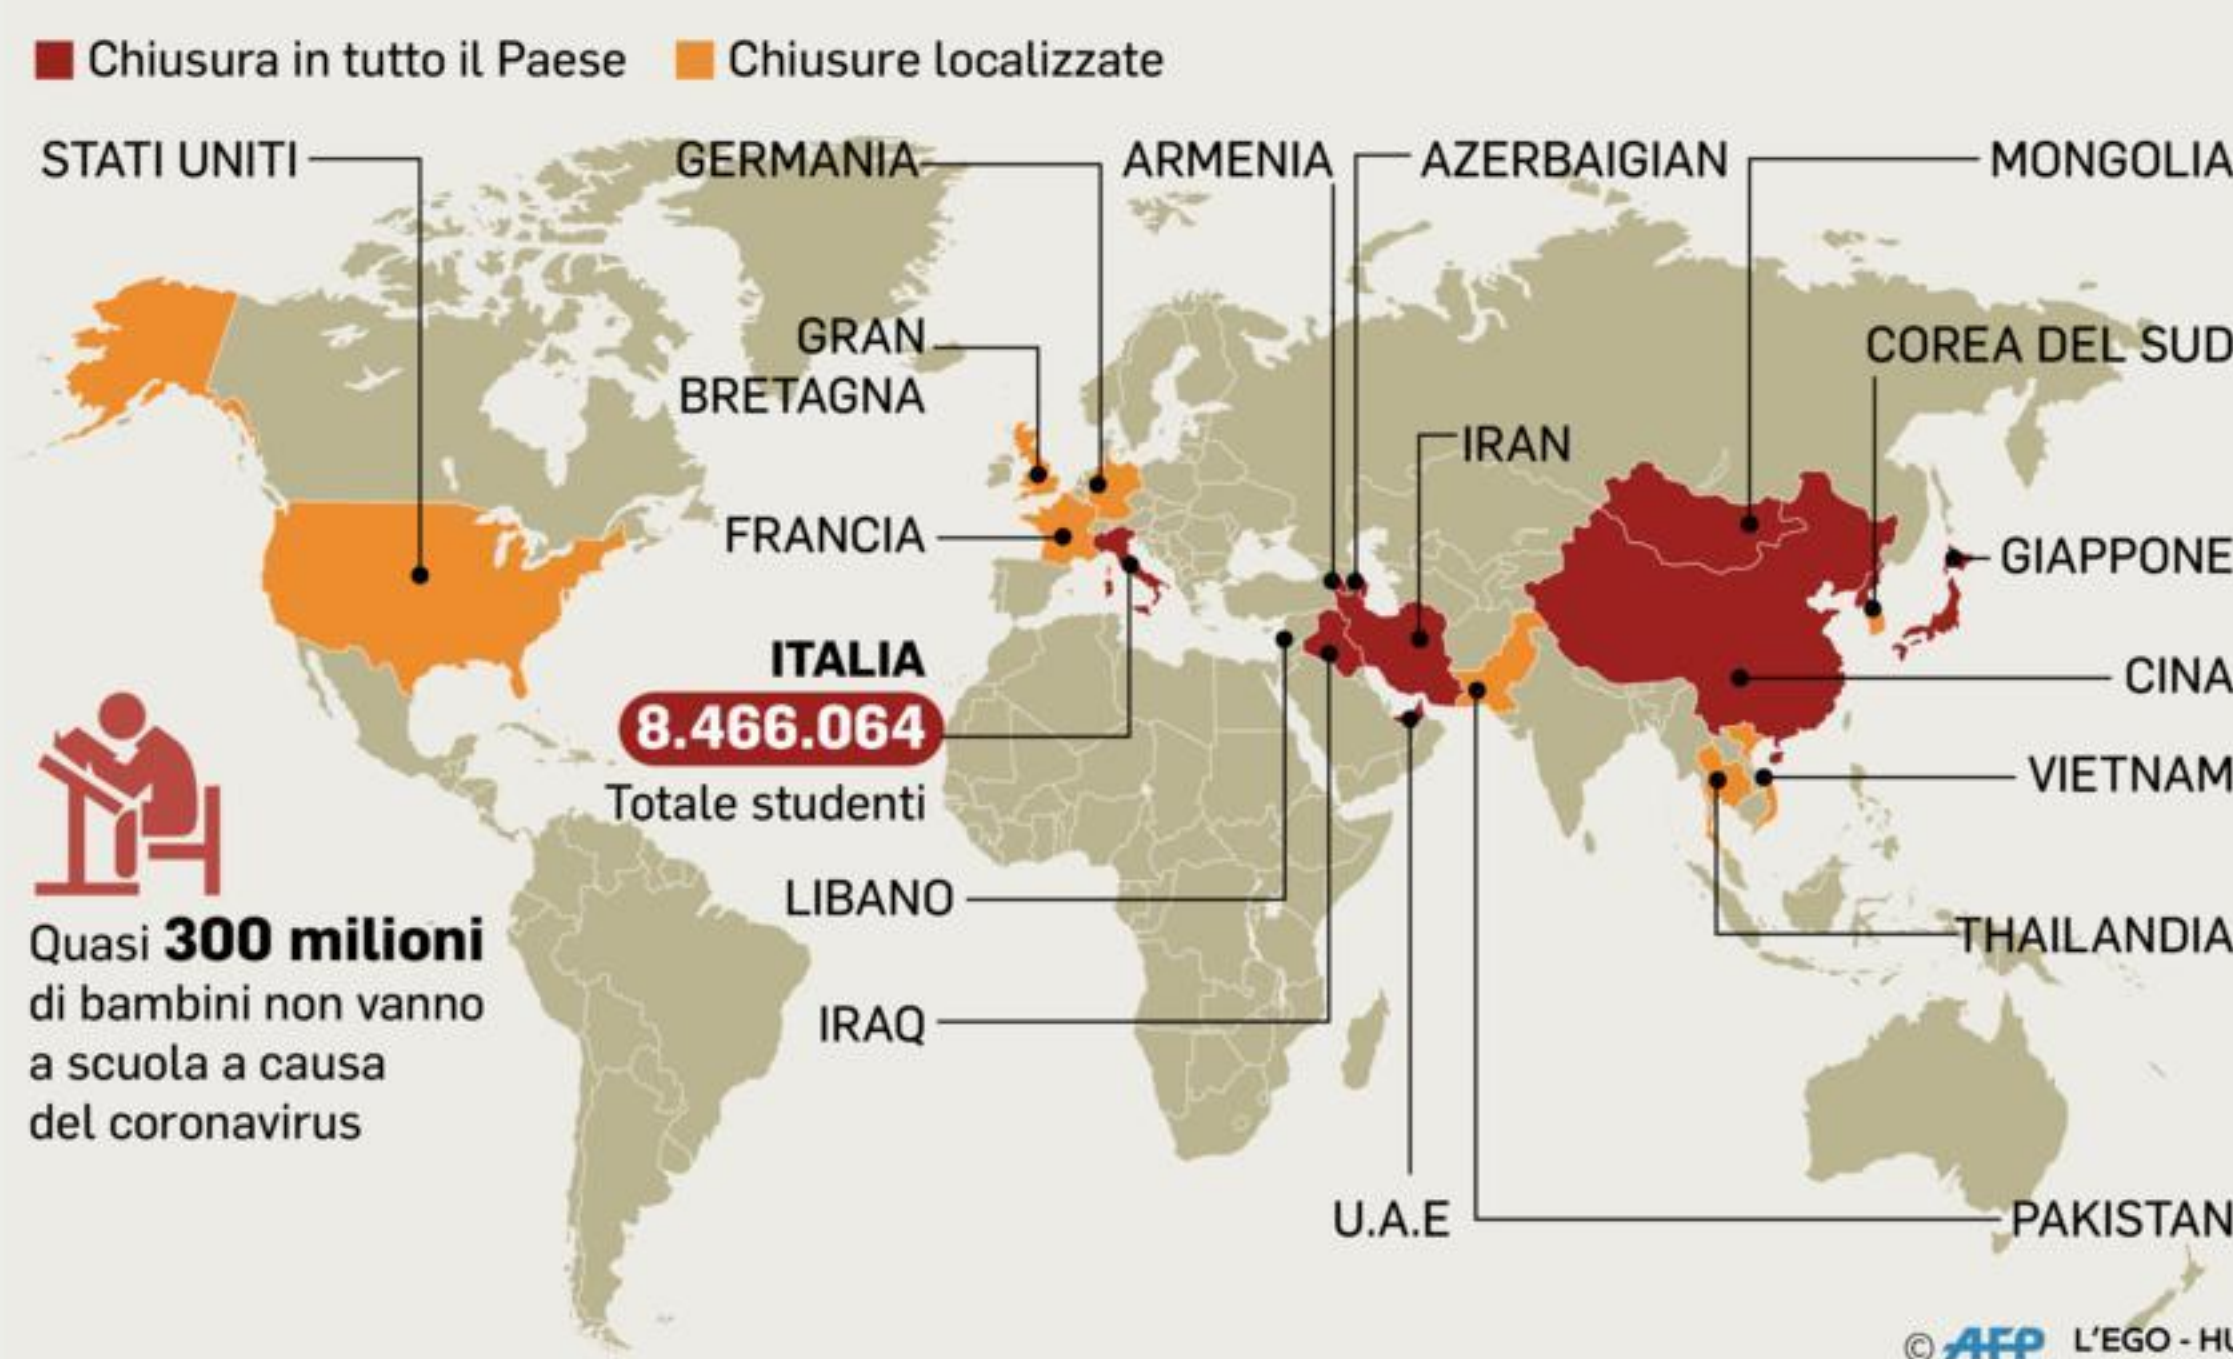 Chiusura in tutto il Paese
Chiusure localizzate
STATI UNITI
GERMANIA
ARMENIA
AZERBAIGIAN
MONGOLIA
GRAN
BRETAGNA
COREA DEL SUD
IRAN
FRANCIA
GIAPPONE
ITALIA
8.466.064
Totale studenti
CINA
VIETNAM
LIBANO
THAILANDIA
IRAQ
Quasi 300 milioni
di bambini non vanno
a scuola a causa
del coronavirus
U.A.E
PAKISTAN
© AFP L'EGO - HU